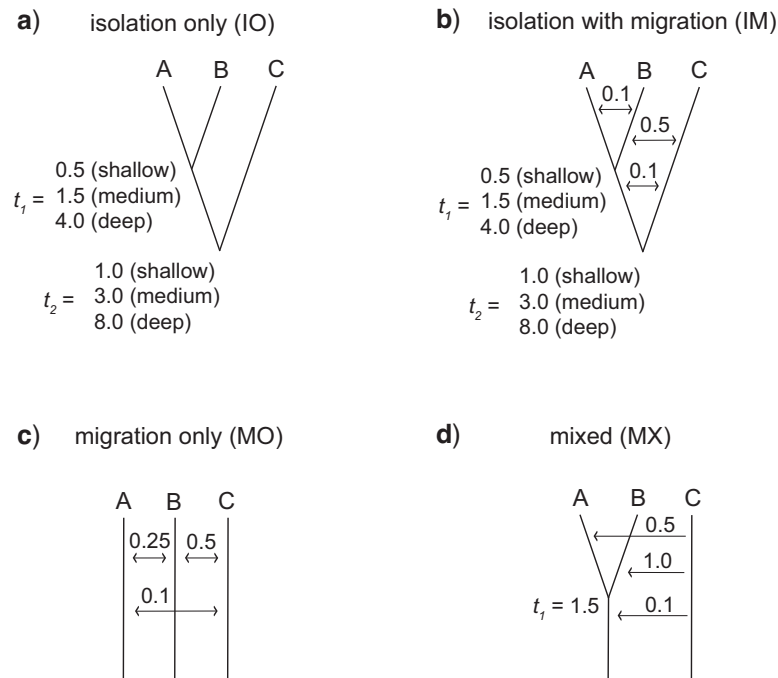 a) isolation only (IO)
A B C
0.5 (shallow)
t1 = 1.5 (medium)
4.0 (deep)
1.0 (shallow)
t2 = 3.0 (medium)
8.0 (deep)
b) isolation with migration (IM)
A B C
0.1
0.5
0.1
0.5 (shallow)
t1 = 1.5 (medium)
4.0 (deep)
1.0 (shallow)
t2 = 3.0 (medium)
8.0 (deep)
c) migration only (MO)
A B C
0.25 0.5
0.1
d) mixed (MX)
A B C
0.5
1.0
t1 = 1.5 0.1